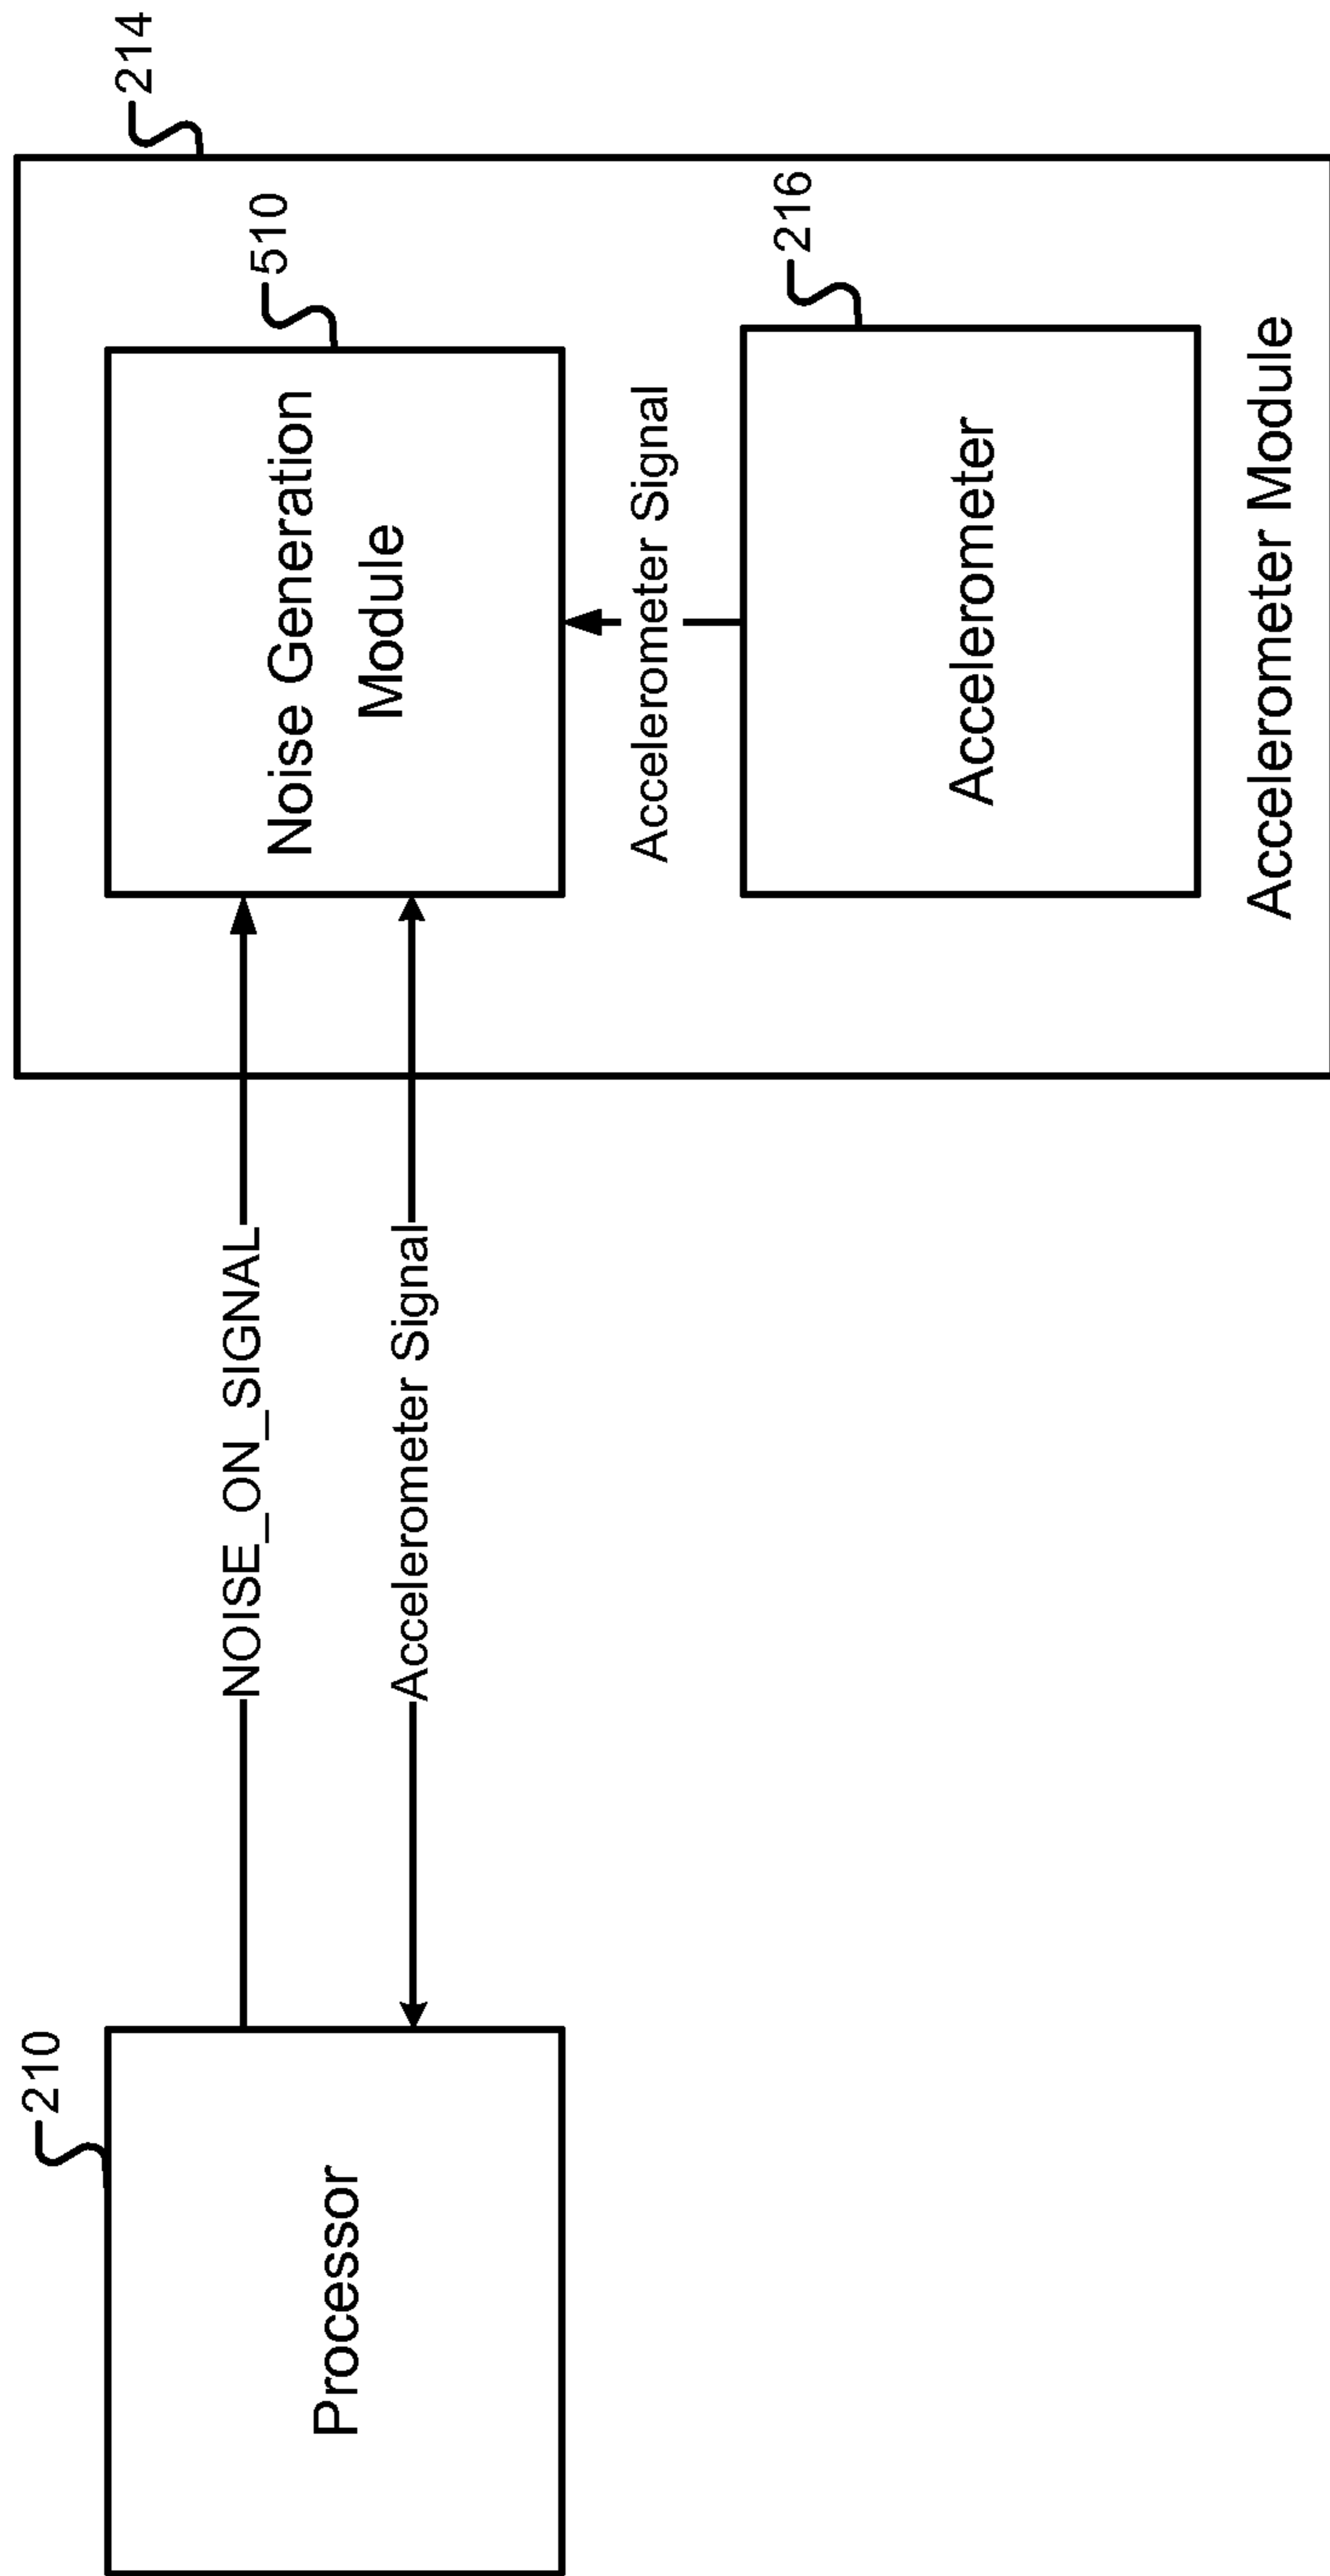 210
Processor
NOISE_ON_SIGNAL
Accelerometer Signal
214
510
Noise Generation
Module
Accelerometer Signal
216
Accelerometer
Accelerometer Module